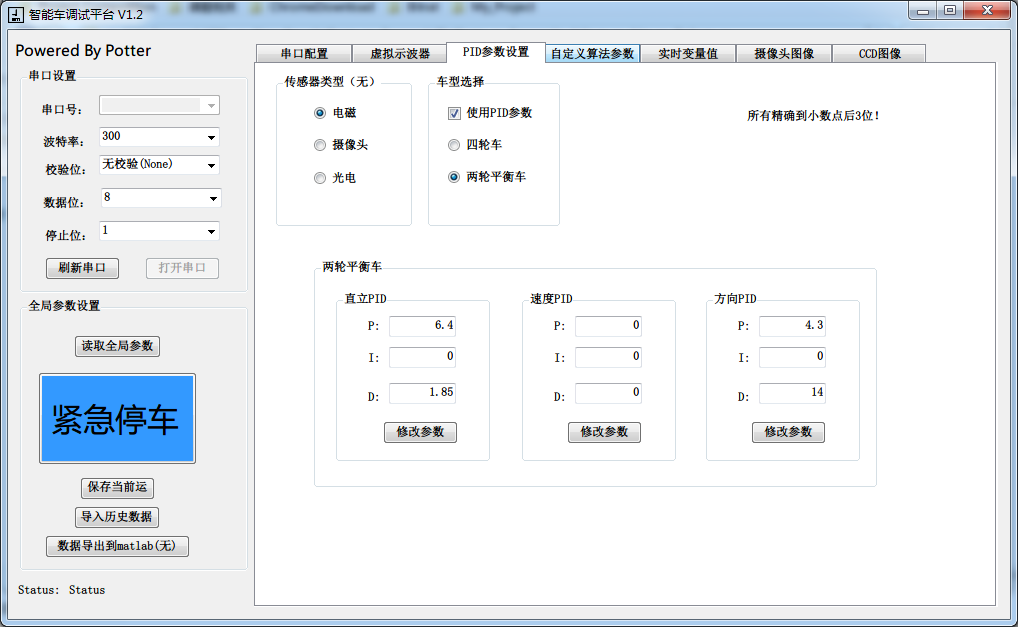 智能车调试平台 V1.2
Powered By Potter
串口设置
串口号:
波特率: 300
校验位: 无校验(None)
数据位: 8
停止位: 1
刷新串口 打开串口
全局参数设置
读取全局参数
紧急停车
保存当前运
导入历史数据
数据导出到matlab(无)
Status: Status
串口配置 虚拟示波器 PID参数设置 自定义算法参数 实时变量值 摄像头图像 CCD图像
传感器类型（无）
电磁
摄像头
光电
车型选择
使用PID参数
四轮车
两轮平衡车
所有精确到小数点后3位!
两轮平衡车
直立PID
P: 6.4
I: 0
D: 1.85
修改参数
速度PID
P: 0
I: 0
D: 0
修改参数
方向PID
P: 4.3
I: 0
D: 14
修改参数